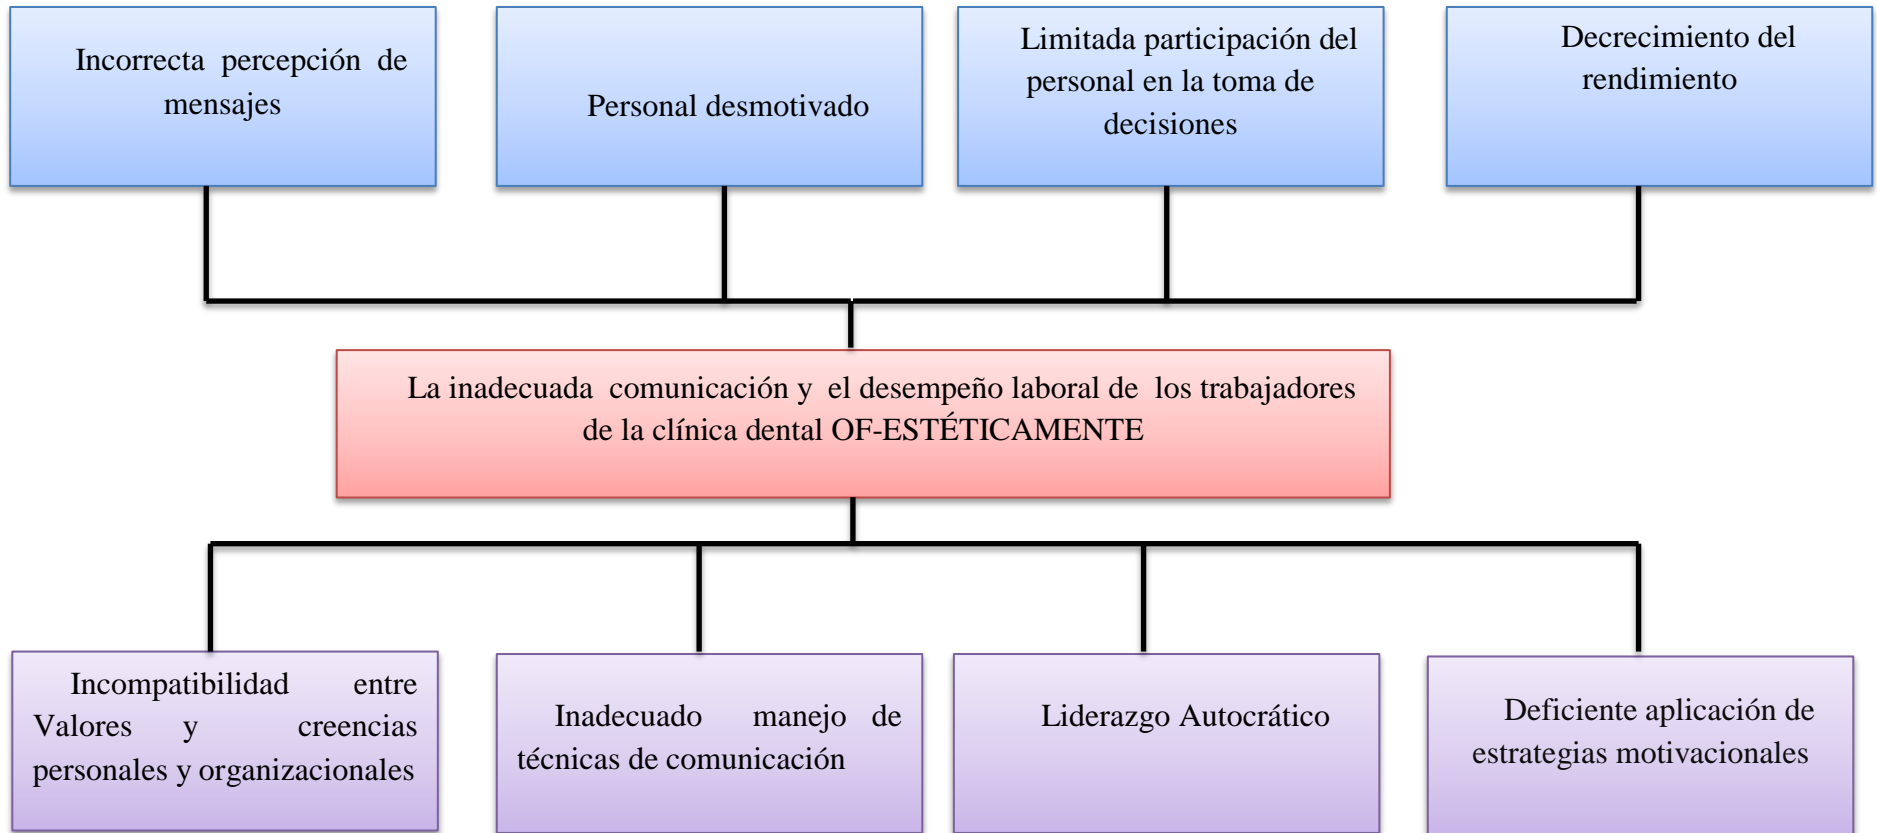 Incorrecta percepción de
mensajes
Personal desmotivado
Limitada participación del
personal en la toma de
decisiones
Decrecimiento del
rendimiento
La inadecuada comunicación y el desempeño laboral de los trabajadores
de la clínica dental OF-ESTÉTICAMENTE
Incompatibilidad entre
Valores y creencias
personales y organizacionales
Inadecuado manejo de
técnicas de comunicación
Liderazgo Autocrático
Deficiente aplicación de
estrategias motivacionales